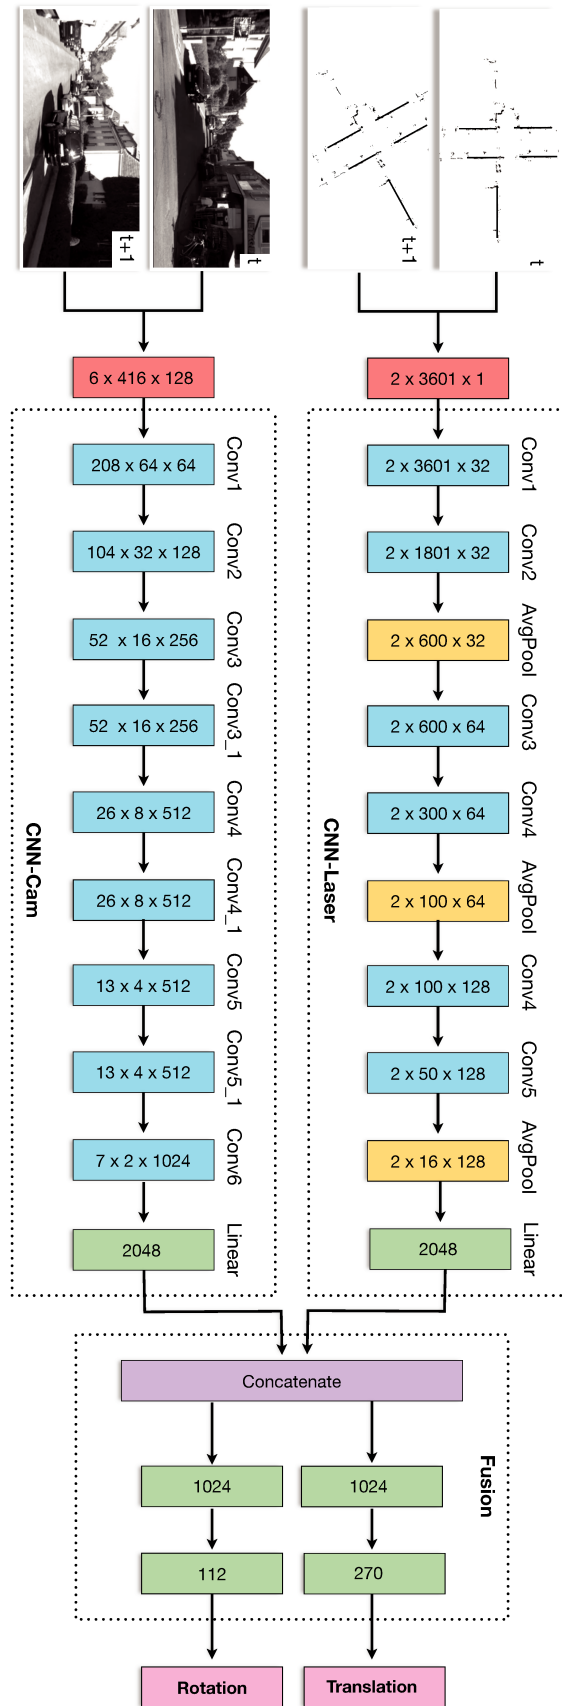 t+1
t
t+1
t
6 x 416 x 128
2 x 3601 x 1
CNN-Cam
208 x 64 x 64
Conv1
104 x 32 x 128
Conv2
52 x 16 x 256
Conv3
52 x 16 x 256
Conv3_1
26 x 8 x 512
Conv4
26 x 8 x 512
Conv4_1
13 x 4 x 512
Conv5
13 x 4 x 512
Conv5_1
7 x 2 x 1024
Conv6
2048
Linear
CNN-Laser
2 x 3601 x 32
Conv1
2 x 1801 x 32
Conv2
2 x 600 x 32
AvgPool
2 x 600 x 64
Conv3
2 x 300 x 64
Conv4
2 x 100 x 64
AvgPool
2 x 100 x 128
Conv4
2 x 50 x 128
Conv5
2 x 16 x 128
AvgPool
2048
Linear
Concatenate
Fusion
1024
1024
112
270
Rotation
Translation